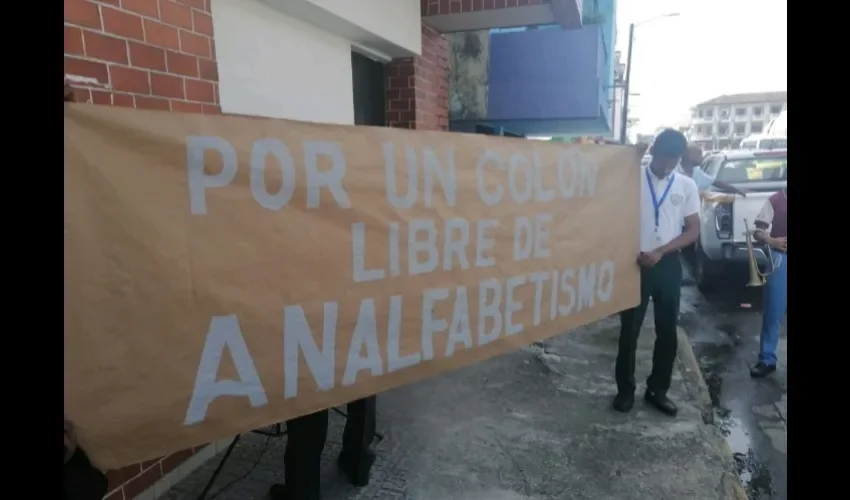 POR UN COLÓN
LIBRE DE
ANALFABETISMO